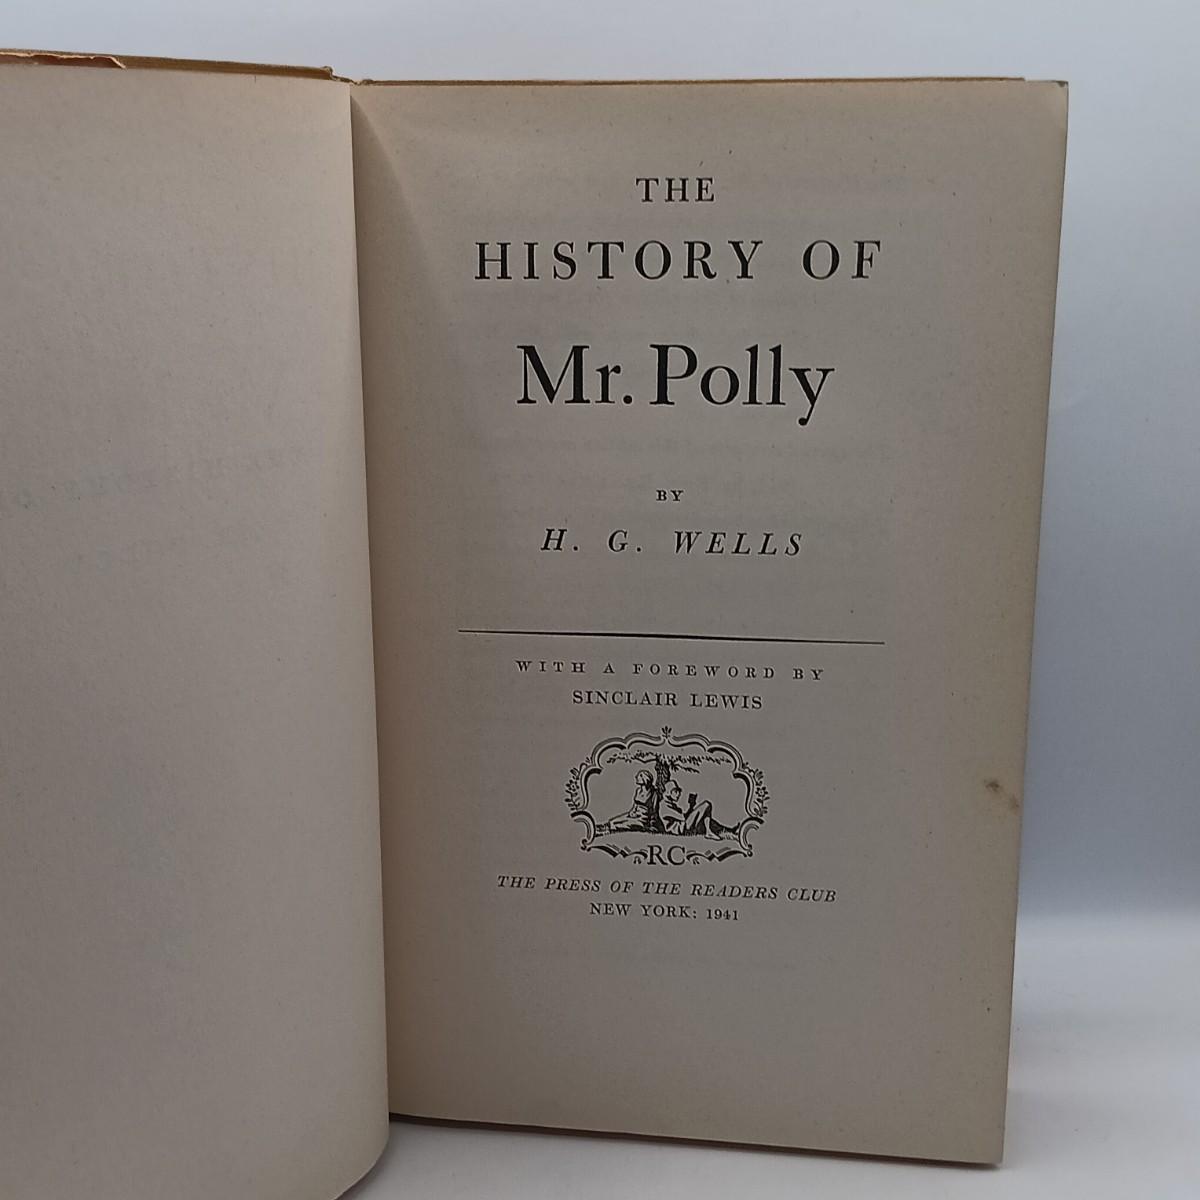 THE
HISTORY OF
Mr. Polly
BY
H. G. WELLS
WITH A FOREWORD BY
SINCLAIR LEWIS
RC
THE PRESS OF THE READERS CLUB
NEW YORK: 1941